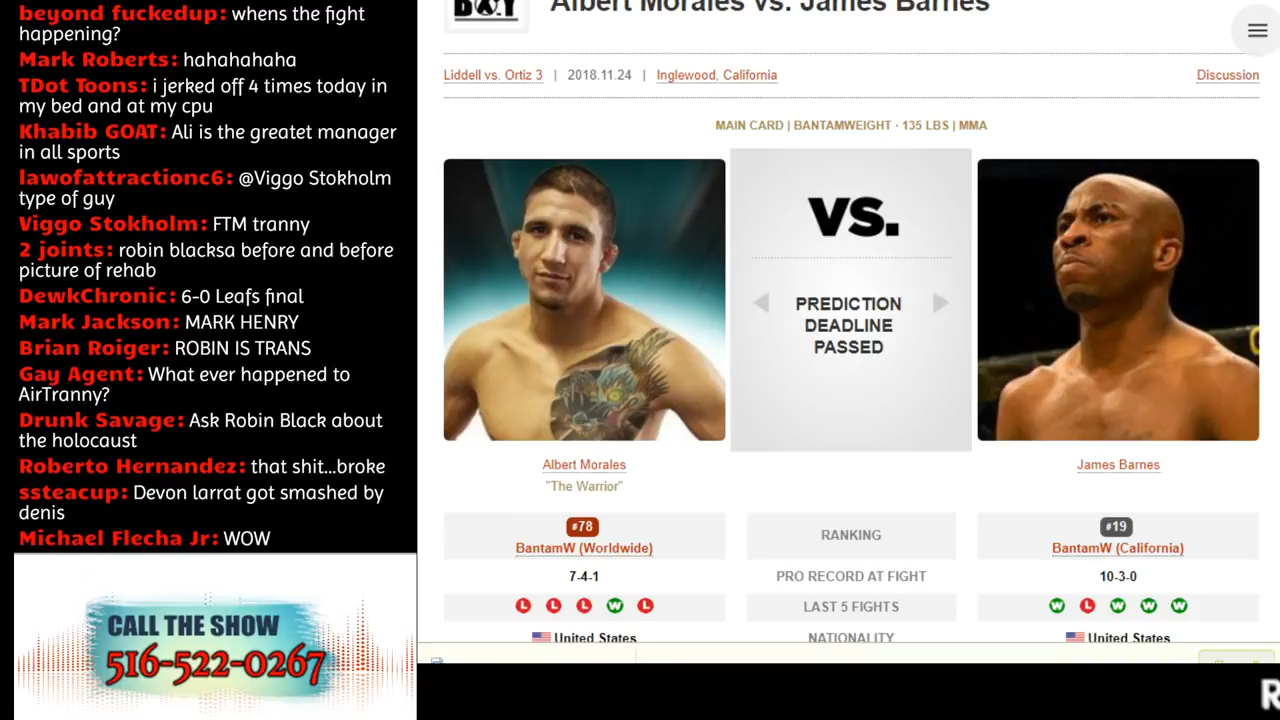 beyond fuckedup: whens the fight
happening?
Mark Roberts: hahahahaha
TDot Toons: i jerked off 4 times today in
my bed and at my cpu
Khabib GOAT: Ali is the greatet manager
in all sports
lawofattractionc6: @Viggo Stokholm
type of guy
Viggo Stokholm: FTM tranny
2 joints: robin blacksa before and before
picture of rehab
DewkChronic: 6-0 Leafs final
Mark Jackson: MARK HENRY
Brian Roiger: ROBIN IS TRANS
Gay Agent: What ever happened to
AirTranny?
Drunk Savage: Ask Robin Black about
the holocaust
Roberto Hernandez: that shit...broke
ssteacup: Devon larrat got smashed by
denis
Michael Flecha Jr: WOW
CALL THE SHOW
516-522-0267
Albert Morales vs. James Barnes
Liddell vs. Ortiz 3 | 2018.11.24 | Inglewood, California
Discussion
MAIN CARD | BANTAMWEIGHT · 135 LBS | MMA
VS.
PREDICTION
DEADLINE
PASSED
Albert Morales
"The Warrior"
James Barnes
#78 RANKING #19
BantamW (Worldwide) BantamW (California)
7-4-1 PRO RECORD AT FIGHT 10-3-0
L L L W L LAST 5 FIGHTS W L W W W
United States NATIONALITY United States